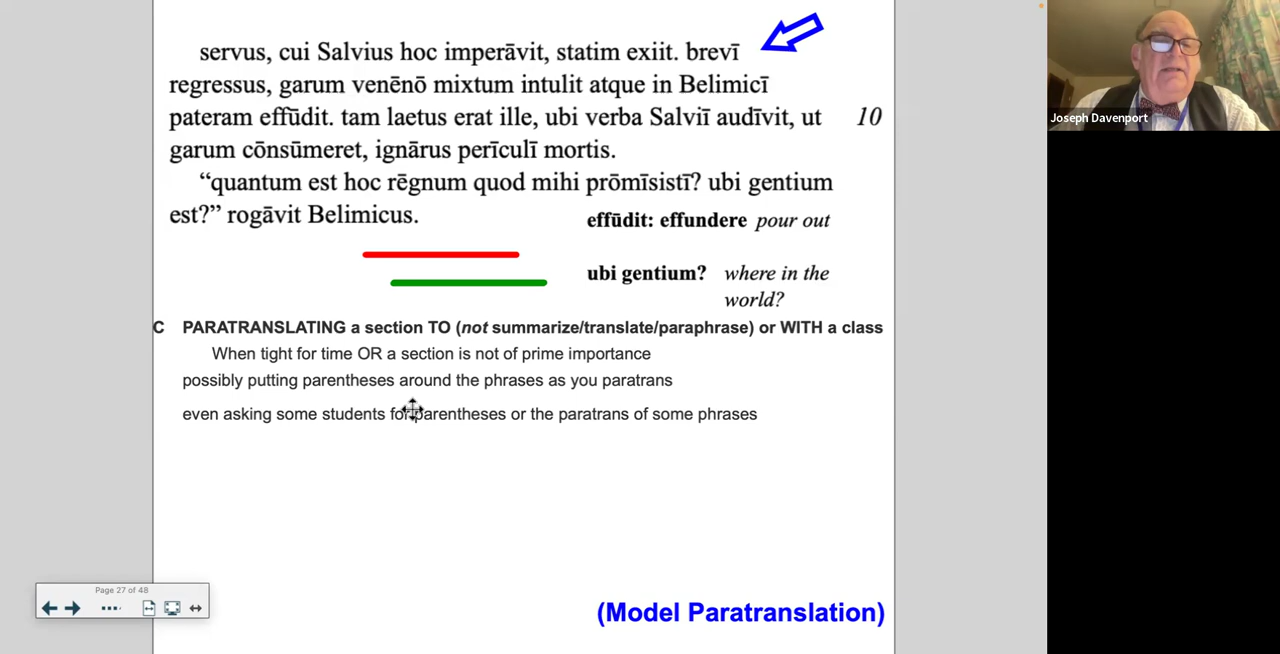 servus, cui Salvius hoc imperāvit, statim exiit. brevī
regressus, garum venēnō mixtum intulit atque in Belimicī
pateram effūdit. tam laetus erat ille, ubi verba Salviī audīvit, ut 10
garum cōnsūmeret, ignārus perīculī mortis.
“quantum est hoc rēgnum quod mihi prōmīsistī? ubi gentium
est?” rogāvit Belimicus.
effūdit: effundere pour out
ubi gentium? where in the
world?
C PARATRANSLATING a section TO (not summarize/translate/paraphrase) or WITH a class
When tight for time OR a section is not of prime importance
possibly putting parentheses around the phrases as you paratrans
even asking some students for parentheses or the paratrans of some phrases
(Model Paratranslation)
Page 27 of 48
Joseph Davenport